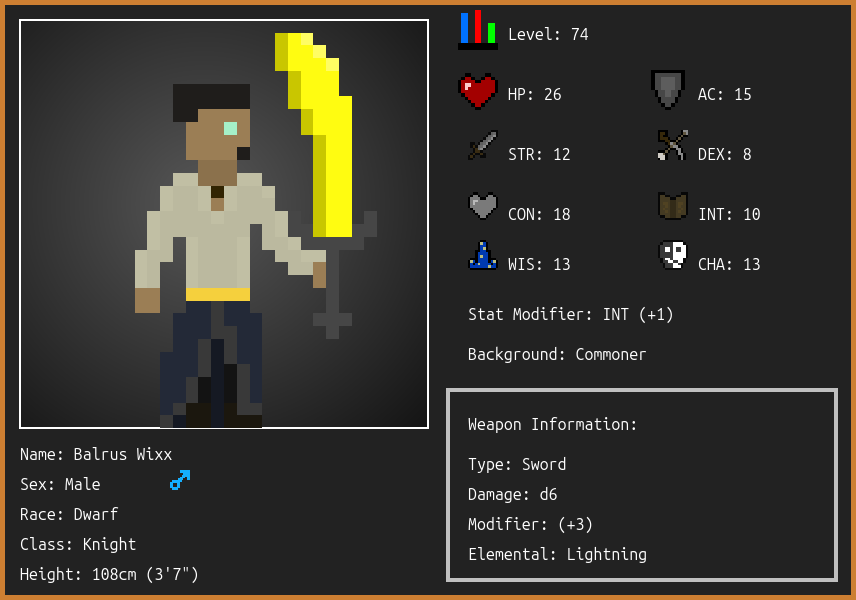 Level: 74
HP: 26
AC: 15
STR: 12
DEX: 8
CON: 18
INT: 10
WIS: 13
CHA: 13
Stat Modifier: INT (+1)
Background: Commoner
Weapon Information:
Type: Sword
Damage: d6
Modifier: (+3)
Elemental: Lightning
Name: Balrus Wixx
Sex: Male
Race: Dwarf
Class: Knight
Height: 108cm (3'7")